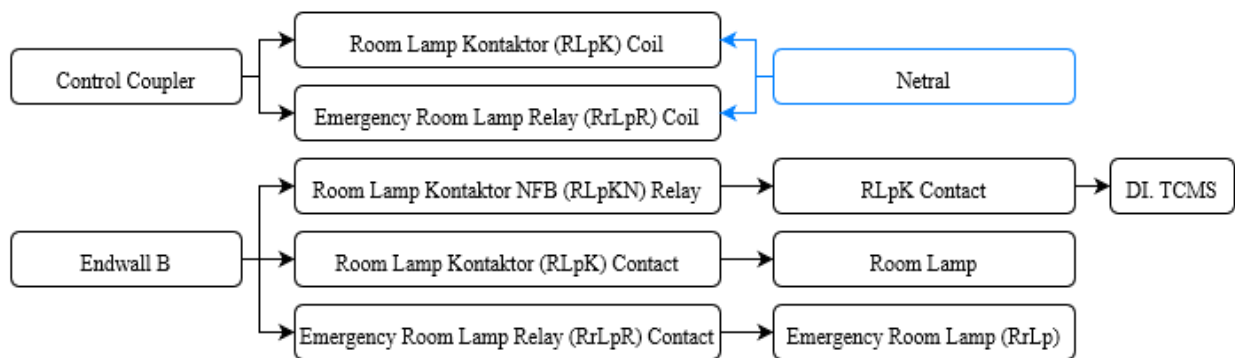 Room Lamp Kontaktor (RLpK) Coil
Control Coupler
Netral
Emergency Room Lamp Relay (RrLpR) Coil
Room Lamp Kontaktor NFB (RLpKN) Relay
RLpK Contact
DI. TCMS
Endwall B
Room Lamp Kontaktor (RLpK) Contact
Room Lamp
Emergency Room Lamp Relay (RrLpR) Contact
Emergency Room Lamp (RrLp)